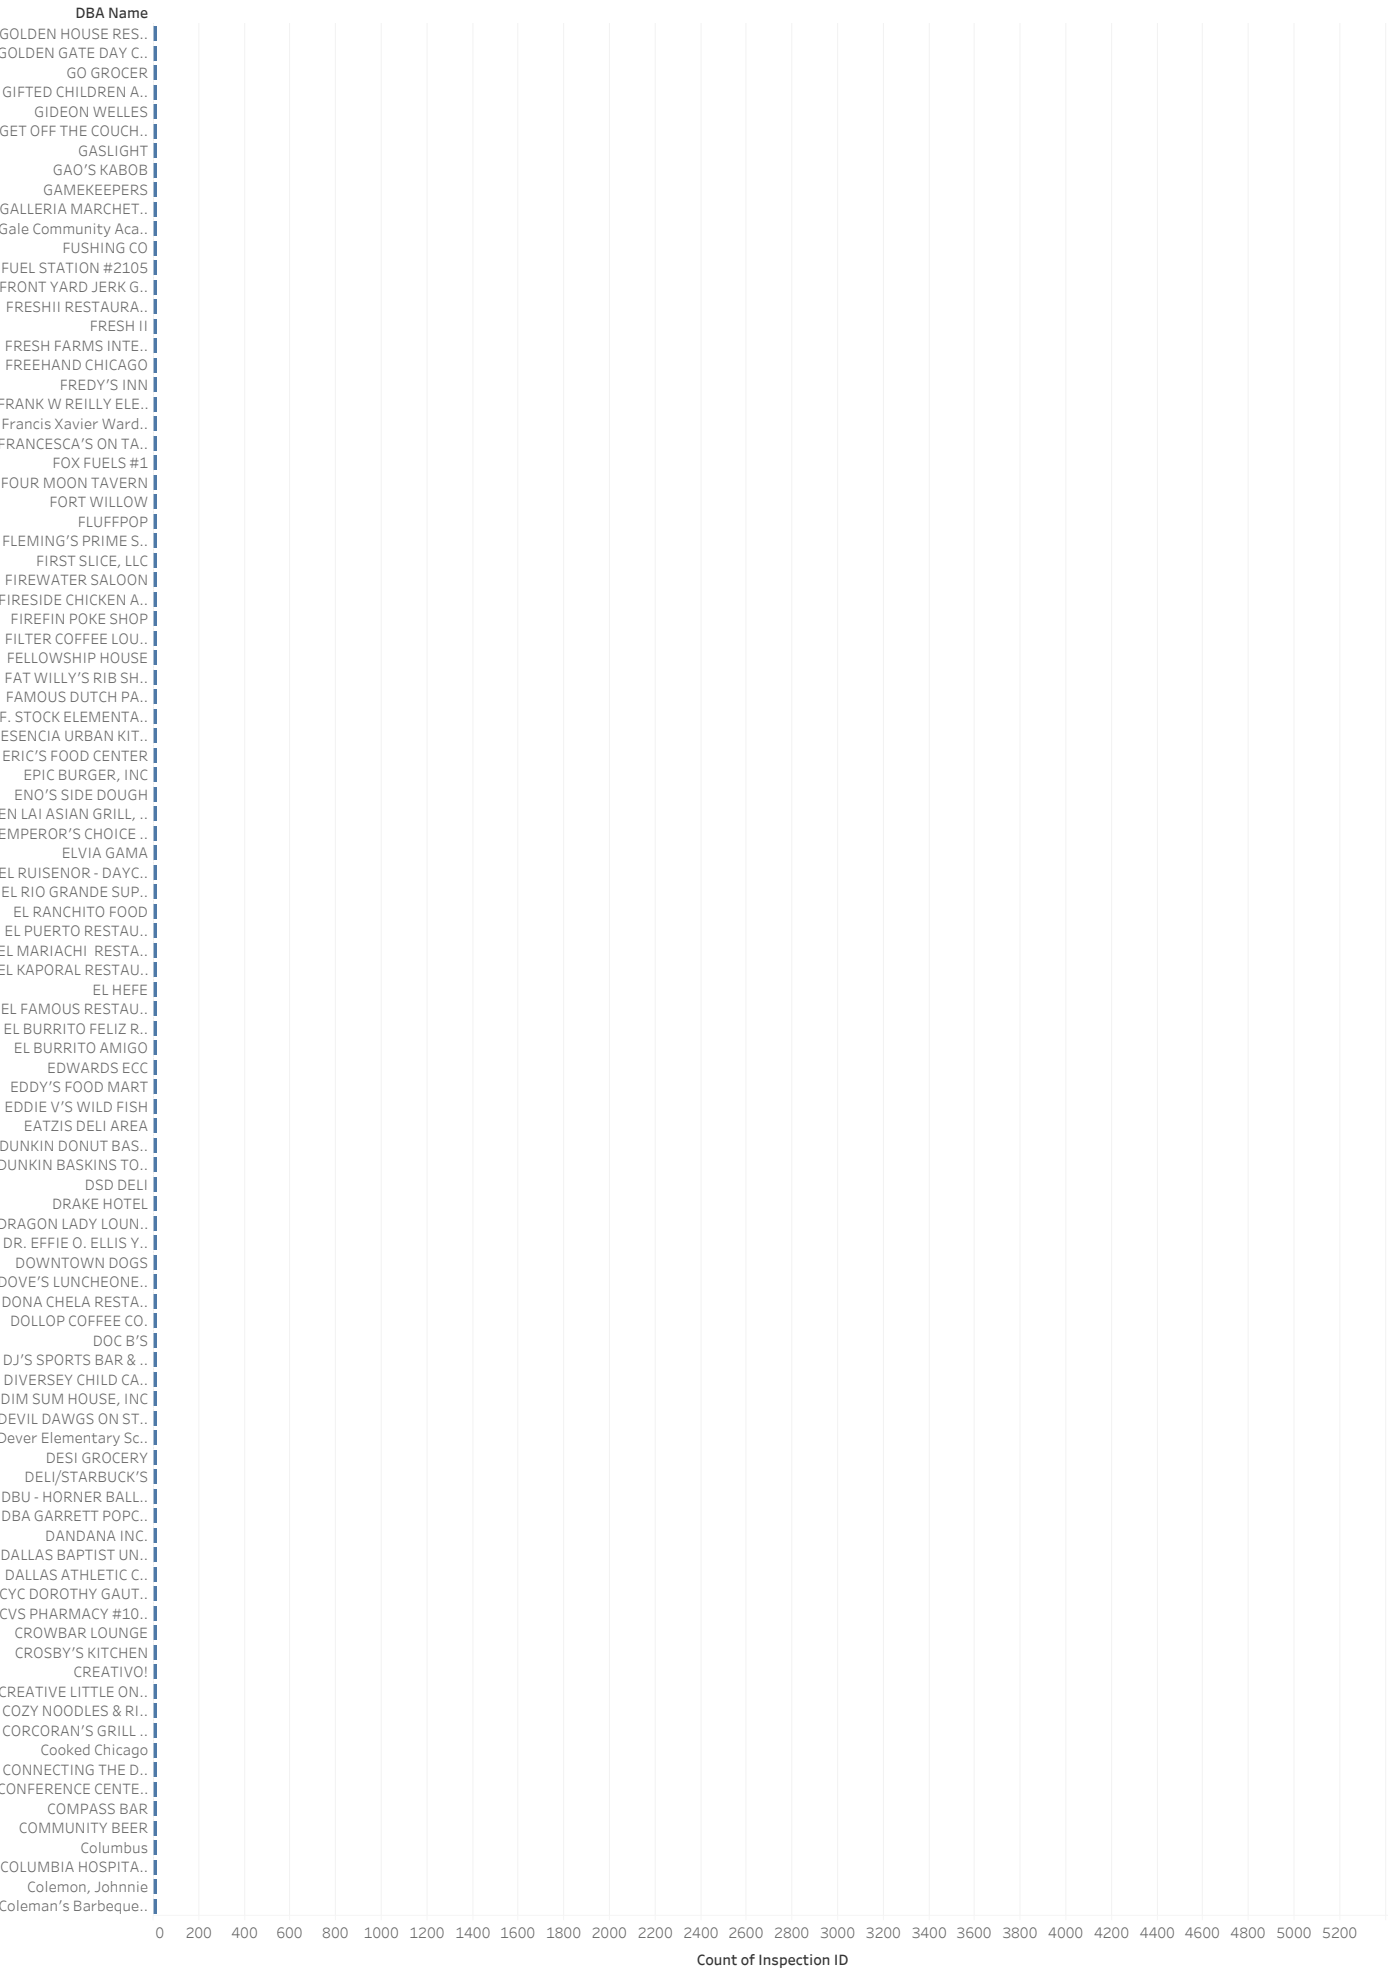 DBA Name
GOLDEN HOUSE RES..
GOLDEN GATE DAY C..
GO GROCER
GIFTED CHILDREN A..
GIDEON WELLES
GET OFF THE COUCH..
GASLIGHT
GAO'S KABOB
GAMEKEEPERS
GALLERIA MARCHET..
Gale Community Aca..
FUSHING CO
FUEL STATION #2105
FRONT YARD JERK G..
FRESHII RESTAURA..
FRESH II
FRESH FARMS INTE..
FREEHAND CHICAGO
FREDY'S INN
FRANK W REILLY ELE..
Francis Xavier Ward..
FRANCESCA'S ON TA..
FOX FUELS #1
FOUR MOON TAVERN
FORT WILLOW
FLUFFPOP
FLEMING'S PRIME S..
FIRST SLICE, LLC
FIREWATER SALOON
FIRESIDE CHICKEN A..
FIREFIN POKE SHOP
FILTER COFFEE LOU..
FELLOWSHIP HOUSE
FAT WILLY'S RIB SH..
FAMOUS DUTCH PA..
F. STOCK ELEMENTA..
ESENCIA URBAN KIT..
ERIC'S FOOD CENTER
EPIC BURGER, INC
ENO'S SIDE DOUGH
EN LAI ASIAN GRILL, ..
EMPEROR'S CHOICE ..
ELVIA GAMA
EL RUISENOR - DAYC..
EL RIO GRANDE SUP..
EL RANCHITO FOOD
EL PUERTO RESTAU..
EL MARIACHI  RESTA..
EL KAPORAL RESTAU..
EL HEFE
EL FAMOUS RESTAU..
EL BURRITO FELIZ R..
EL BURRITO AMIGO
EDWARDS ECC
EDDY'S FOOD MART
EDDIE V'S WILD FISH
EATZIS DELI AREA
DUNKIN DONUT BAS..
DUNKIN BASKINS TO..
DSD DELI
DRAKE HOTEL
DRAGON LADY LOUN..
DR. EFFIE O. ELLIS Y..
DOWNTOWN DOGS
DOVE'S LUNCHEONE..
DONA CHELA RESTA..
DOLLOP COFFEE CO.
DOC B'S
DJ'S SPORTS BAR & ..
DIVERSEY CHILD CA..
DIM SUM HOUSE, INC
DEVIL DAWGS ON ST..
Dever Elementary Sc..
DESI GROCERY
DELI/STARBUCK'S
DBU - HORNER BALL..
DBA GARRETT POPC..
DANDANA INC.
DALLAS BAPTIST UN..
DALLAS ATHLETIC C..
CYC DOROTHY GAUT..
CVS PHARMACY #10..
CROWBAR LOUNGE
CROSBY'S KITCHEN
CREATIVO!
CREATIVE LITTLE ON..
COZY NOODLES & RI..
CORCORAN'S GRILL ..
Cooked Chicago
CONNECTING THE D..
CONFERENCE CENTE..
COMPASS BAR
COMMUNITY BEER
Columbus
COLUMBIA HOSPITA..
Colemon, Johnnie
Coleman's Barbeque..
0 200 400 600 800 1000 1200 1400 1600 1800 2000 2200 2400 2600 2800 3000 3200 3400 3600 3800 4000 4200 4400 4600 4800 5000 5200
Count of Inspection ID